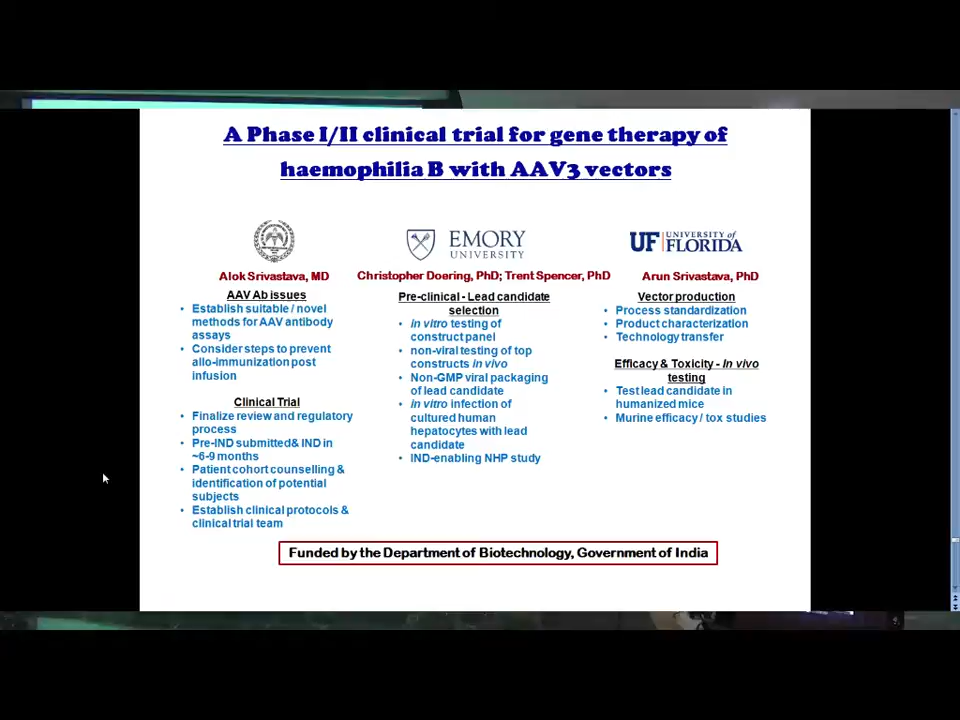 A Phase I/II clinical trial for gene therapy of
haemophilia B with AAV3 vectors
Alok Srivastava, MD
AAV Ab issues
• Establish suitable / novel
methods for AAV antibody
assays
• Consider steps to prevent
allo-immunization post
infusion
Clinical Trial
• Finalize review and regulatory
process
• Pre-IND submitted & IND in
~6-9 months
• Patient cohort counselling &
identification of potential
subjects
• Establish clinical protocols &
clinical trial team
EMORY
UNIVERSITY
Christopher Doering, PhD; Trent Spencer, PhD
Pre-clinical - Lead candidate
selection
• in vitro testing of
construct panel
• non-viral testing of top
constructs in vivo
• Non-GMP viral packaging
of lead candidate
• in vitro infection of
cultured human
hepatocytes with lead
candidate
• IND-enabling NHP study
UF UNIVERSITY of
FLORIDA
Arun Srivastava, PhD
Vector production
• Process standardization
• Product characterization
• Technology transfer
Efficacy & Toxicity - In vivo
testing
• Test lead candidate in
humanized mice
• Murine efficacy / tox studies
Funded by the Department of Biotechnology, Government of India